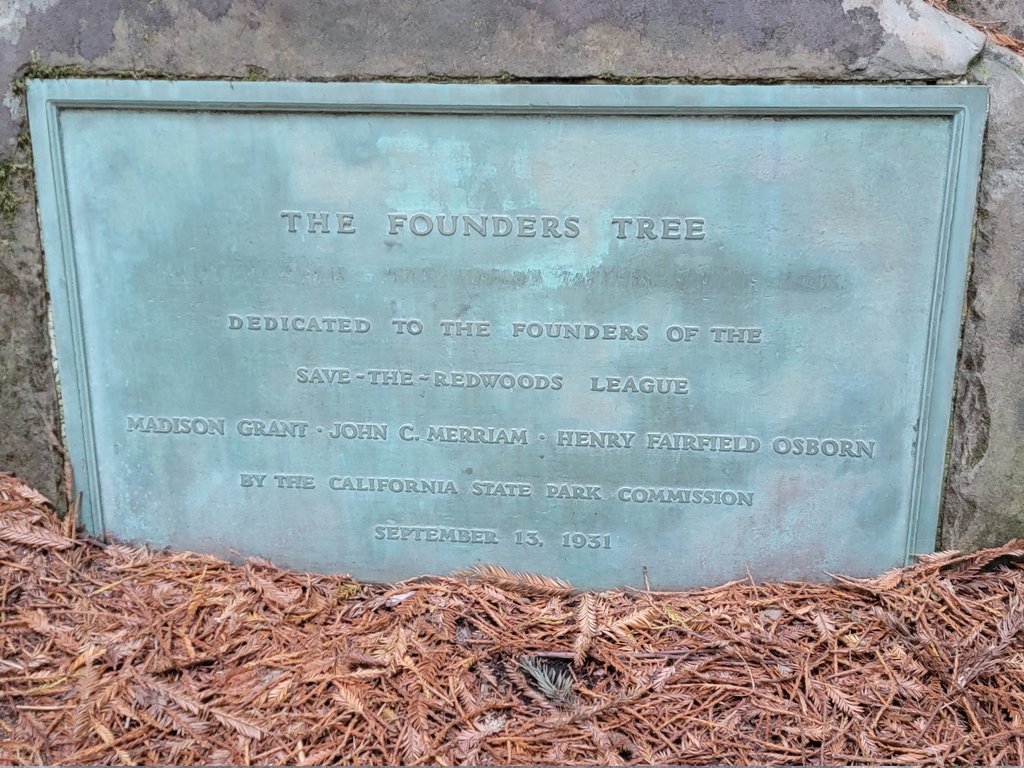 THE FOUNDERS TREE
DEDICATED TO THE FOUNDERS OF THE
SAVE-THE-REDWOODS LEAGUE
MADISON GRANT · JOHN C. MERRIAM · HENRY FAIRFIELD OSBORN
BY THE CALIFORNIA STATE PARK COMMISSION
SEPTEMBER 13, 1931